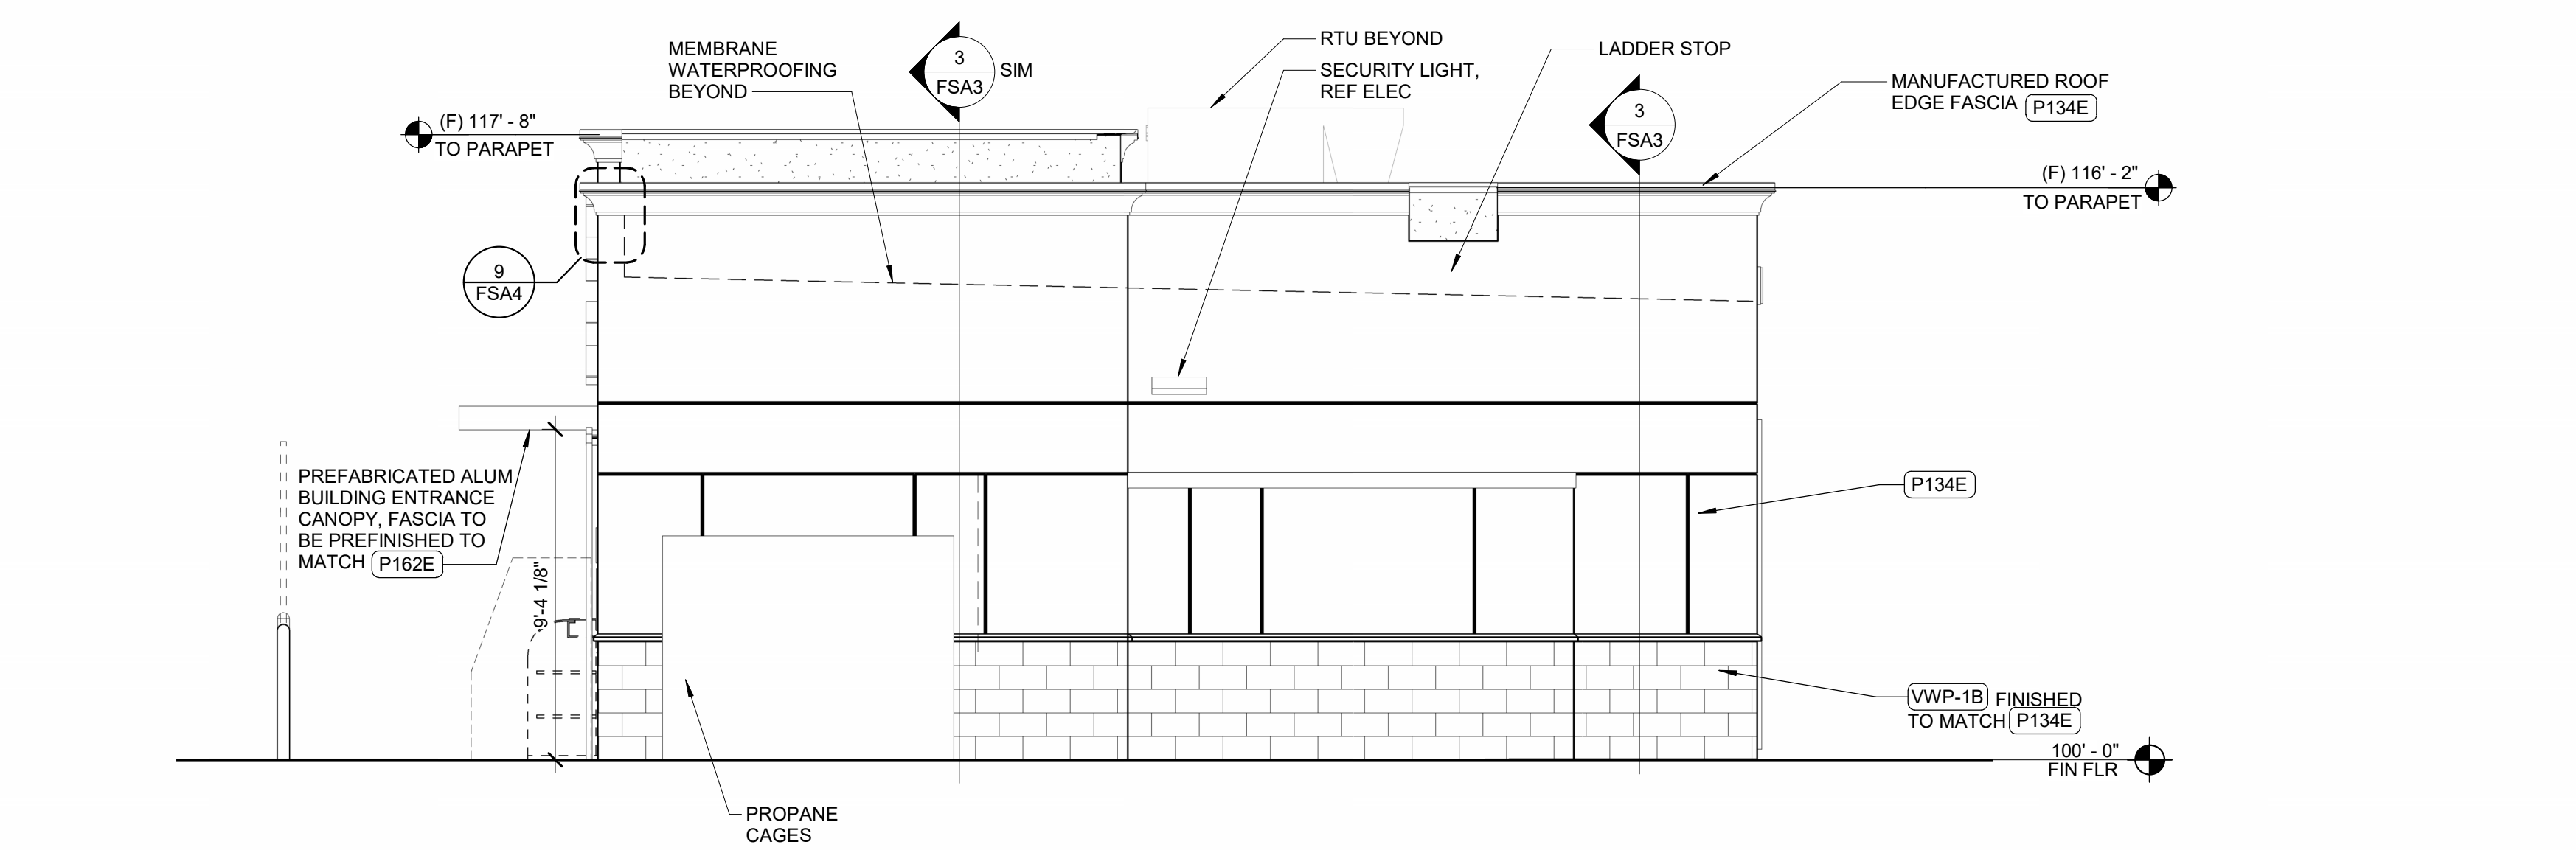 MEMBRANE
WATERPROOFING
BEYOND
3
FSA3
SIM
RTU BEYOND
SECURITY LIGHT,
REF ELEC
LADDER STOP
3
FSA3
MANUFACTURED ROOF
EDGE FASCIA P134E
(F) 117' - 8"
TO PARAPET
(F) 116' - 2"
TO PARAPET
9
FSA4
PREFABRICATED ALUM
BUILDING ENTRANCE
CANOPY, FASCIA TO
BE PREFINISHED TO
MATCH P162E
9'-4 1/8"
P134E
VWP-1B FINISHED
TO MATCH P134E
100' - 0"
FIN FLR
PROPANE
CAGES